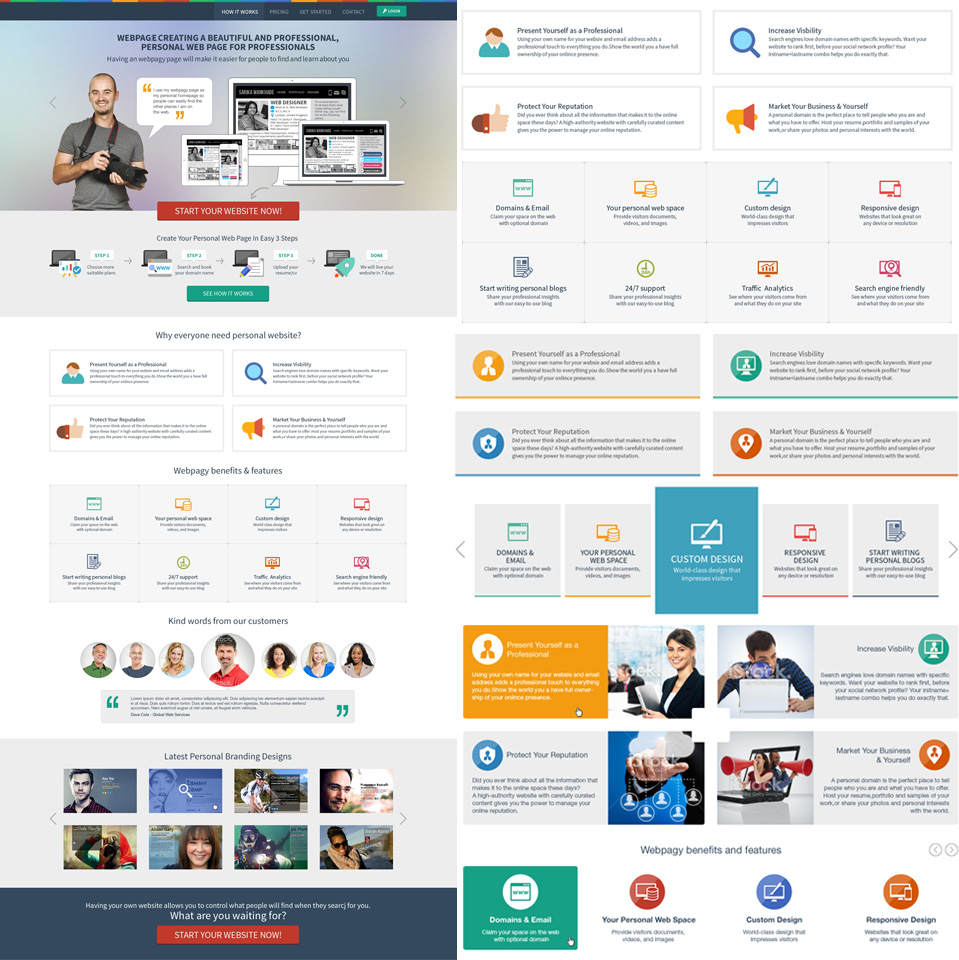 HOW IT WORKS
PRICING
GET STARTED
CONTACT
LOGIN
WEBPAGE CREATING A BEAUTIFUL AND PROFESSIONAL,
PERSONAL WEB PAGE FOR PROFESSIONALS
Having an webpagy page will make it easier for people to find and learn about you
I use my webpagy page as
my personal homepage so
people can easily find the
other places I am on
the web.
WEB DESIGNER
START YOUR WEBSITE NOW!
Create Your Personal Web Page In Easy 3 Steps
STEP 1
Choose more
suitable plans
WWW
STEP 2
Search and book
your domain name
STEP 3
Upload your
resume/cv
DONE
We will live your
website in 7 days
SEE HOW IT WORKS
Why everyone need personal website?
Present Yourself as a Professional
Using your own name for your website and email address adds a
professional touch to everything you do.Show the world you a have full
ownership of your onlince presence.
Increase Visbility
Search engines love domain names with specific keywords. Want your
website to rank first, before your social network profile? Your
lrstname+lastname combo helps you do exactly that.
Protect Your Reputation
Did you ever think about all the information that makes it to the online
space these days? A high-authority website with carefully curated content
gives you the power to manage your online reputation.
Market Your Business & Yourself
A personal domain is the perfect place to tell people who you are and
what you have to offer. Host your resume,portfolio and samples of your
work,or share your photos and personal interests with the world.
Webpagy benefits & features
Domains & Email
Claim your space on the web
with optional domain
Your personal web space
Provide visitors documents,
videos, and images
Custom design
World-class design that
impresses visitors
Responsive design
Websites that look great on
any device or resolution
Start writing personal blogs
Share your professional insights
with our easy-to-use blog
24/7 support
Share your professional insights
with our easy-to-use blog
Traffic Analytics
See where your visitors come from
and what they do on your site
Search engine friendly
See where your visitors come from
and what they do on your site
Kind words from our customers
Lorem ipsum dolor sit amet, consectetur adipiscing elit. Duis adipiscing leo elementum sapien lacinia suscipit
Dave Cole - Global Web Services
Latest Personal Branding Designs
Having your own website allows you to control what people will find when they searcj for you.
What are you waiting for?
START YOUR WEBSITE NOW!
Present Yourself as a Professional
Using your own name for your website and email address adds a
professional touch to everything you do.Show the world you a have full
ownership of your onlince presence.
Increase Visbility
Search engines love domain names with specific keywords. Want your
website to rank first, before your social network profile? Your
lrstname+lastname combo helps you do exactly that.
Protect Your Reputation
Did you ever think about all the information that makes it to the online
space these days? A high-authority website with carefully curated content
gives you the power to manage your online reputation.
Market Your Business & Yourself
A personal domain is the perfect place to tell people who you are and
what you have to offer. Host your resume,portfolio and samples of your
work,or share your photos and personal interests with the world.
WWW
Domains & Email
Claim your space on the web
with optional domain
Your personal web space
Provide visitors documents,
videos, and images
Custom design
World-class design that
impresses visitors
Responsive design
Websites that look great on
any device or resolution
Start writing personal blogs
Share your professional insights
with our easy-to-use blog
24/7 support
Share your professional insights
with our easy-to-use blog
Traffic Analytics
See where your visitors come from
and what they do on your site
Search engine friendly
See where your visitors come from
and what they do on your site
Present Yourself as a Professional
Using your own name for your website and email address adds a
professional touch to everything you do.Show the world you a have full
ownership of your onlince presence.
Increase Visbility
Search engines love domain names with specific keywords. Want your
website to rank first, before your social network profile? Your
lrstname+lastname combo helps you do exactly that.
Protect Your Reputation
Did you ever think about all the information that makes it to the online
space these days? A high-authority website with carefully curated content
gives you the power to manage your online reputation.
Market Your Business & Yourself
A personal domain is the perfect place to tell people who you are and
what you have to offer. Host your resume,portfolio and samples of your
work,or share your photos and personal interests with the world.
WWW
DOMAINS &
EMAIL
Claim your space on the web
with optional domain
YOUR PERSONAL
WEB SPACE
Provide visitors documents,
videos, and images
CUSTOM DESIGN
World-class design that
impresses visitors
RESPONSIVE
DESIGN
Websites that look great on
any device or resolution
START WRITING
PERSONAL BLOGS
Share your professional insights
with our easy-to-use blog
Present Yourself as a
Professional
Using your own name for your website and email
address adds a professional touch to everything
you do.Show the world you a have full owner-
ship of your onlince presence.
Increase Visbility
Search engines love domain names with specific
keywords. Want your website to rank first, before
your social network profile? Your lrstname+
lastname combo helps you do exactly that.
Protect Your Reputation
Did you ever think about all the information that
makes it to the online space these days?
A high-authority website with carefully curated
content gives you the power to manage your
online reputation.
Market Your Business
& Yourself
A personal domain is the perfect place to tell
people who you are and what you have to offer.
Host your resume,portfolio and samples of your
work,or share your photos and personal interests
with the world.
Webpagy benefits and features
WWW
Domains & Email
Claim your space on the web
with optional domain
Your Personal Web Space
Provide visitors documents,
videos, and images
Custom Design
World-class design that
impresses visitors
Responsive Design
Websites that look great on
any device or resolution